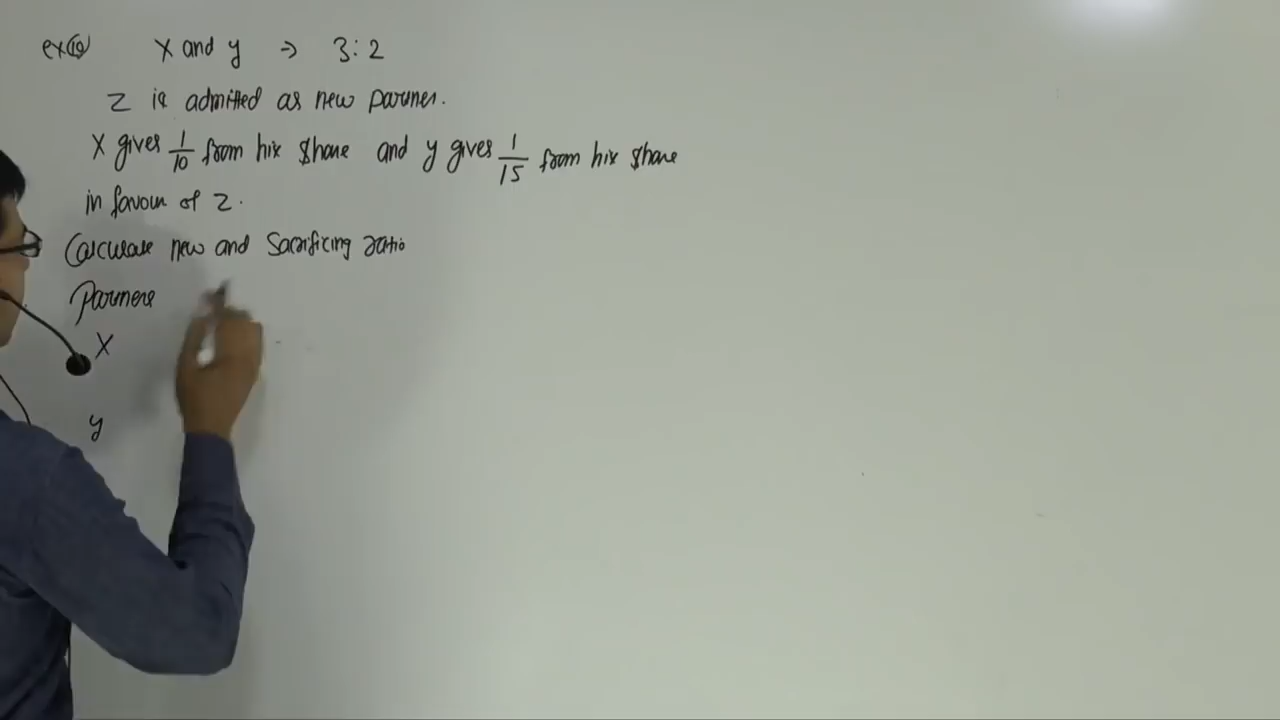 ex(10) X and y → 3:2
Z is admitted as new partner.
X gives 1/10 from his share and y gives 1/15 from his share
in favour of Z.
Calculate new and Sacrificing ratio
Partners
X
y